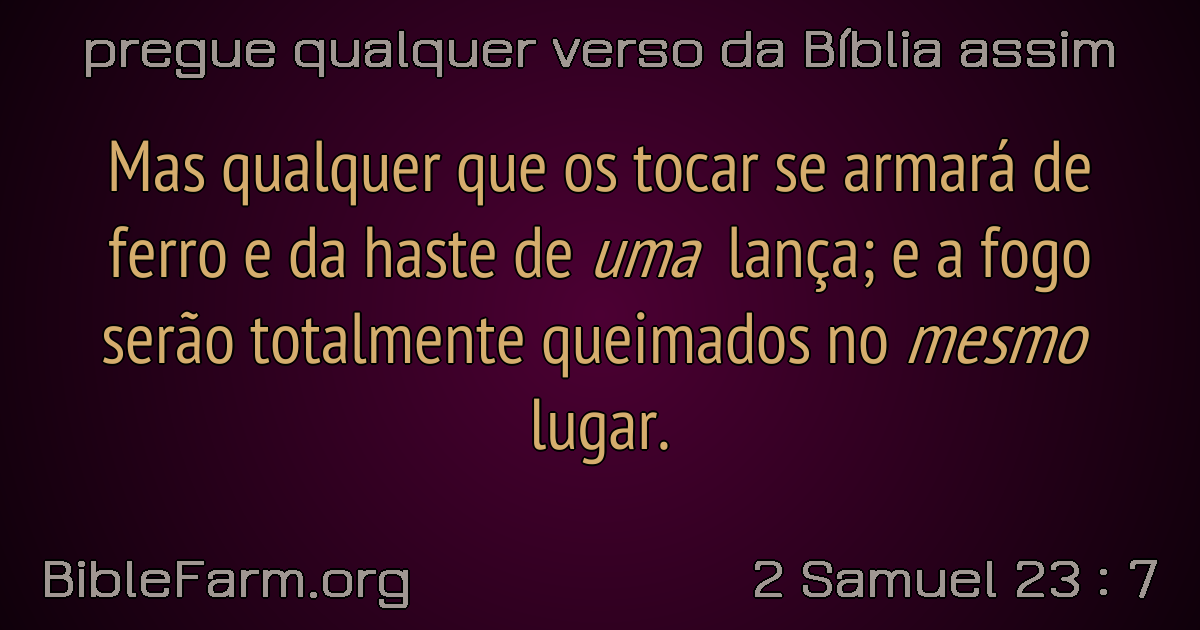 pregue qualquer verso da Bíblia assim
Mas qualquer que os tocar se armará de
ferro e da haste de uma lança; e a fogo
serão totalmente queimados no mesmo
lugar.
BibleFarm.org
2 Samuel 23 : 7